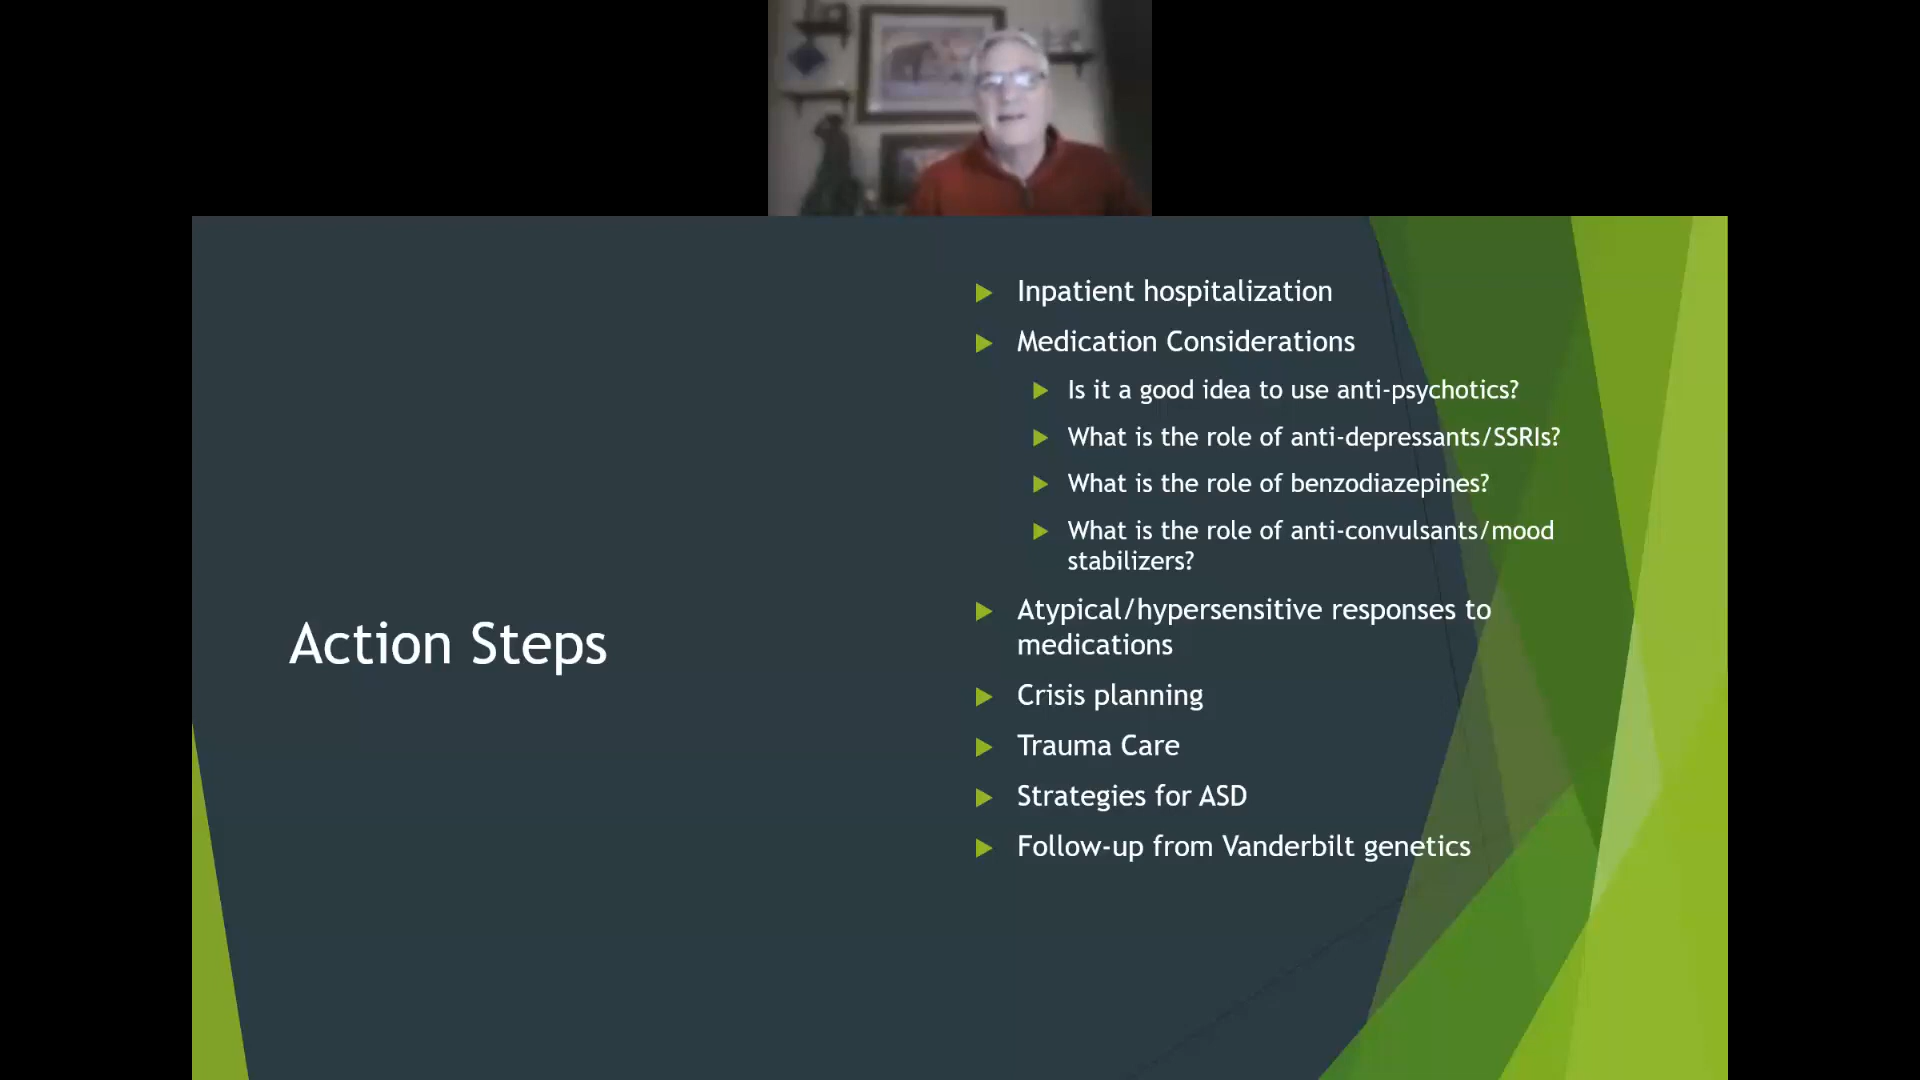 Action Steps
Inpatient hospitalization
Medication Considerations
Is it a good idea to use anti-psychotics?
What is the role of anti-depressants/SSRIs?
What is the role of benzodiazepines?
What is the role of anti-convulsants/mood
stabilizers?
Atypical/hypersensitive responses to
medications
Crisis planning
Trauma Care
Strategies for ASD
Follow-up from Vanderbilt genetics